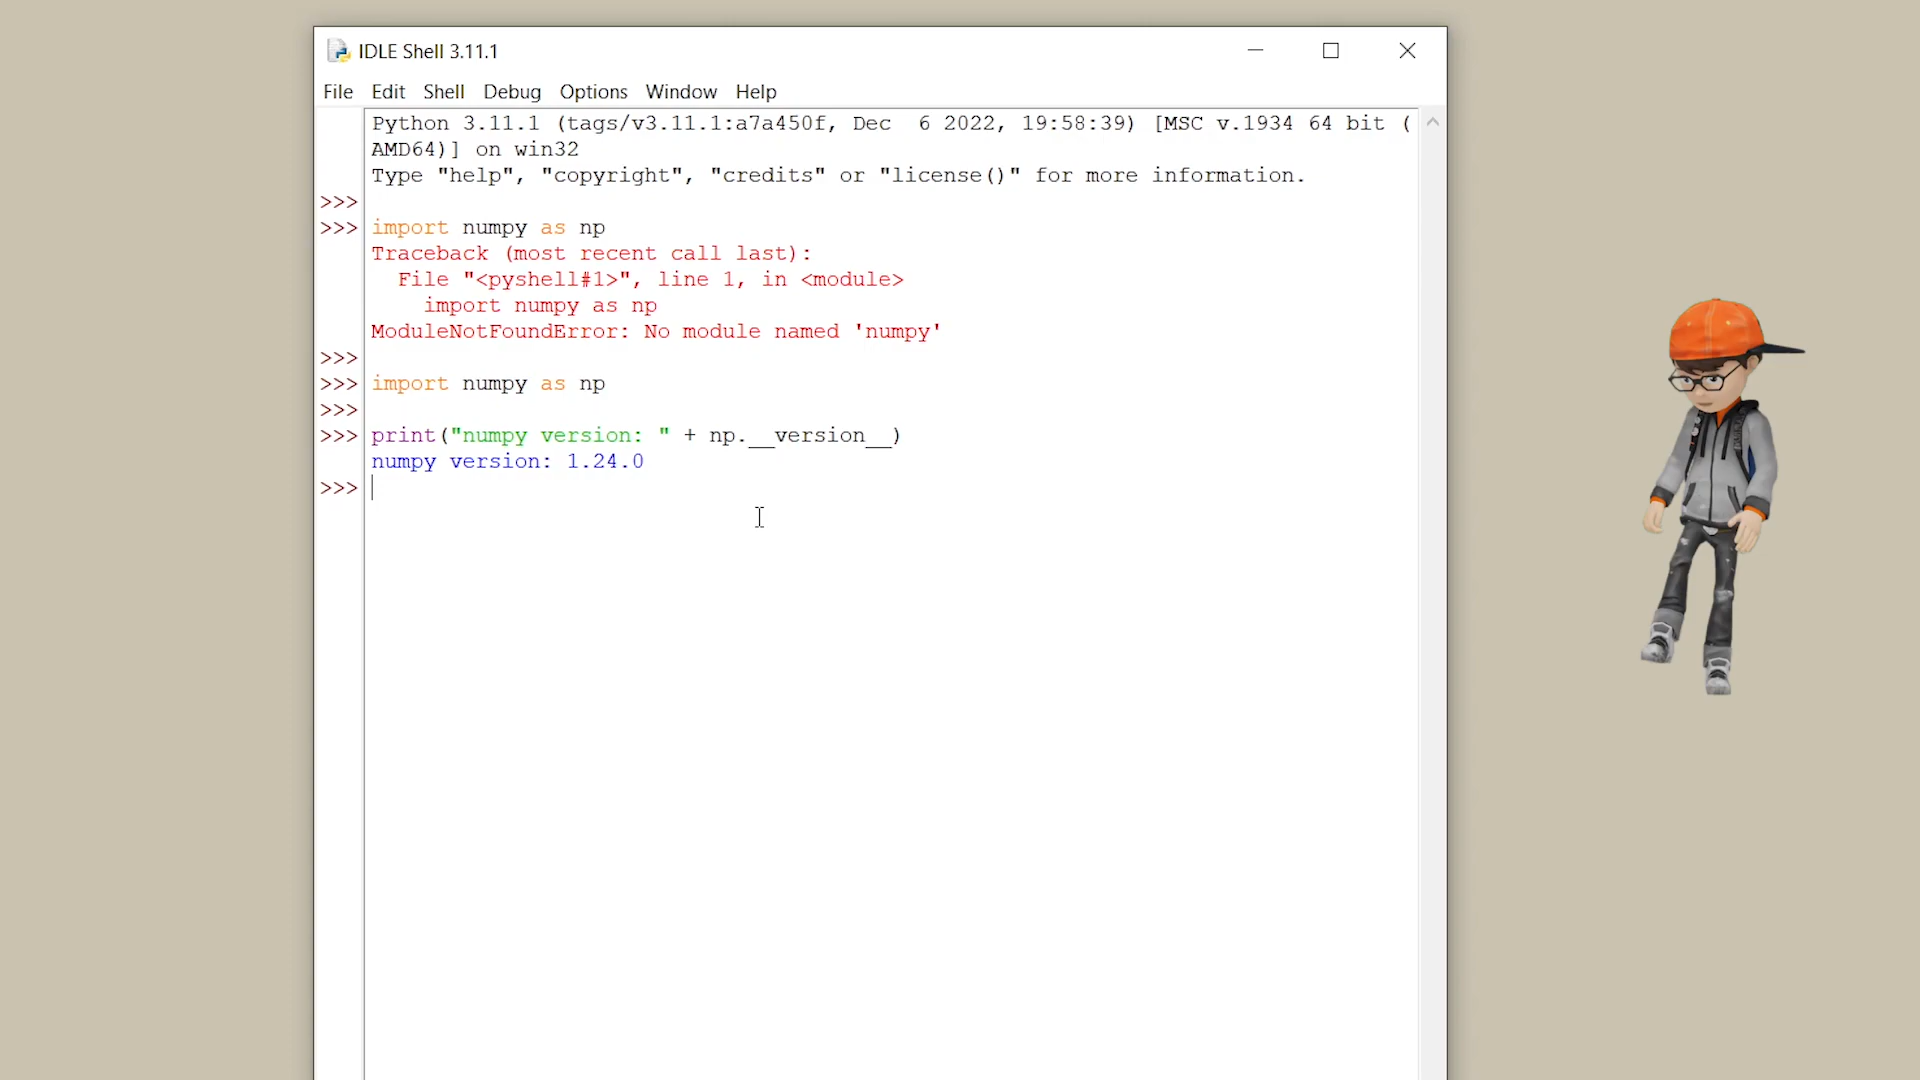 IDLE Shell 3.11.1
File Edit Shell Debug Options Window Help
Python 3.11.1 (tags/v3.11.1:a7a450f, Dec  6 2022, 19:58:39) [MSC v.1934 64 bit (
AMD64)] on win32
Type "help", "copyright", "credits" or "license()" for more information.
>>>
>>> import numpy as np
Traceback (most recent call last):
  File "<pyshell#1>", line 1, in <module>
    import numpy as np
ModuleNotFoundError: No module named 'numpy'
>>>
>>> import numpy as np
>>>
>>> print("numpy version: " + np.__version__)
numpy version: 1.24.0
>>>